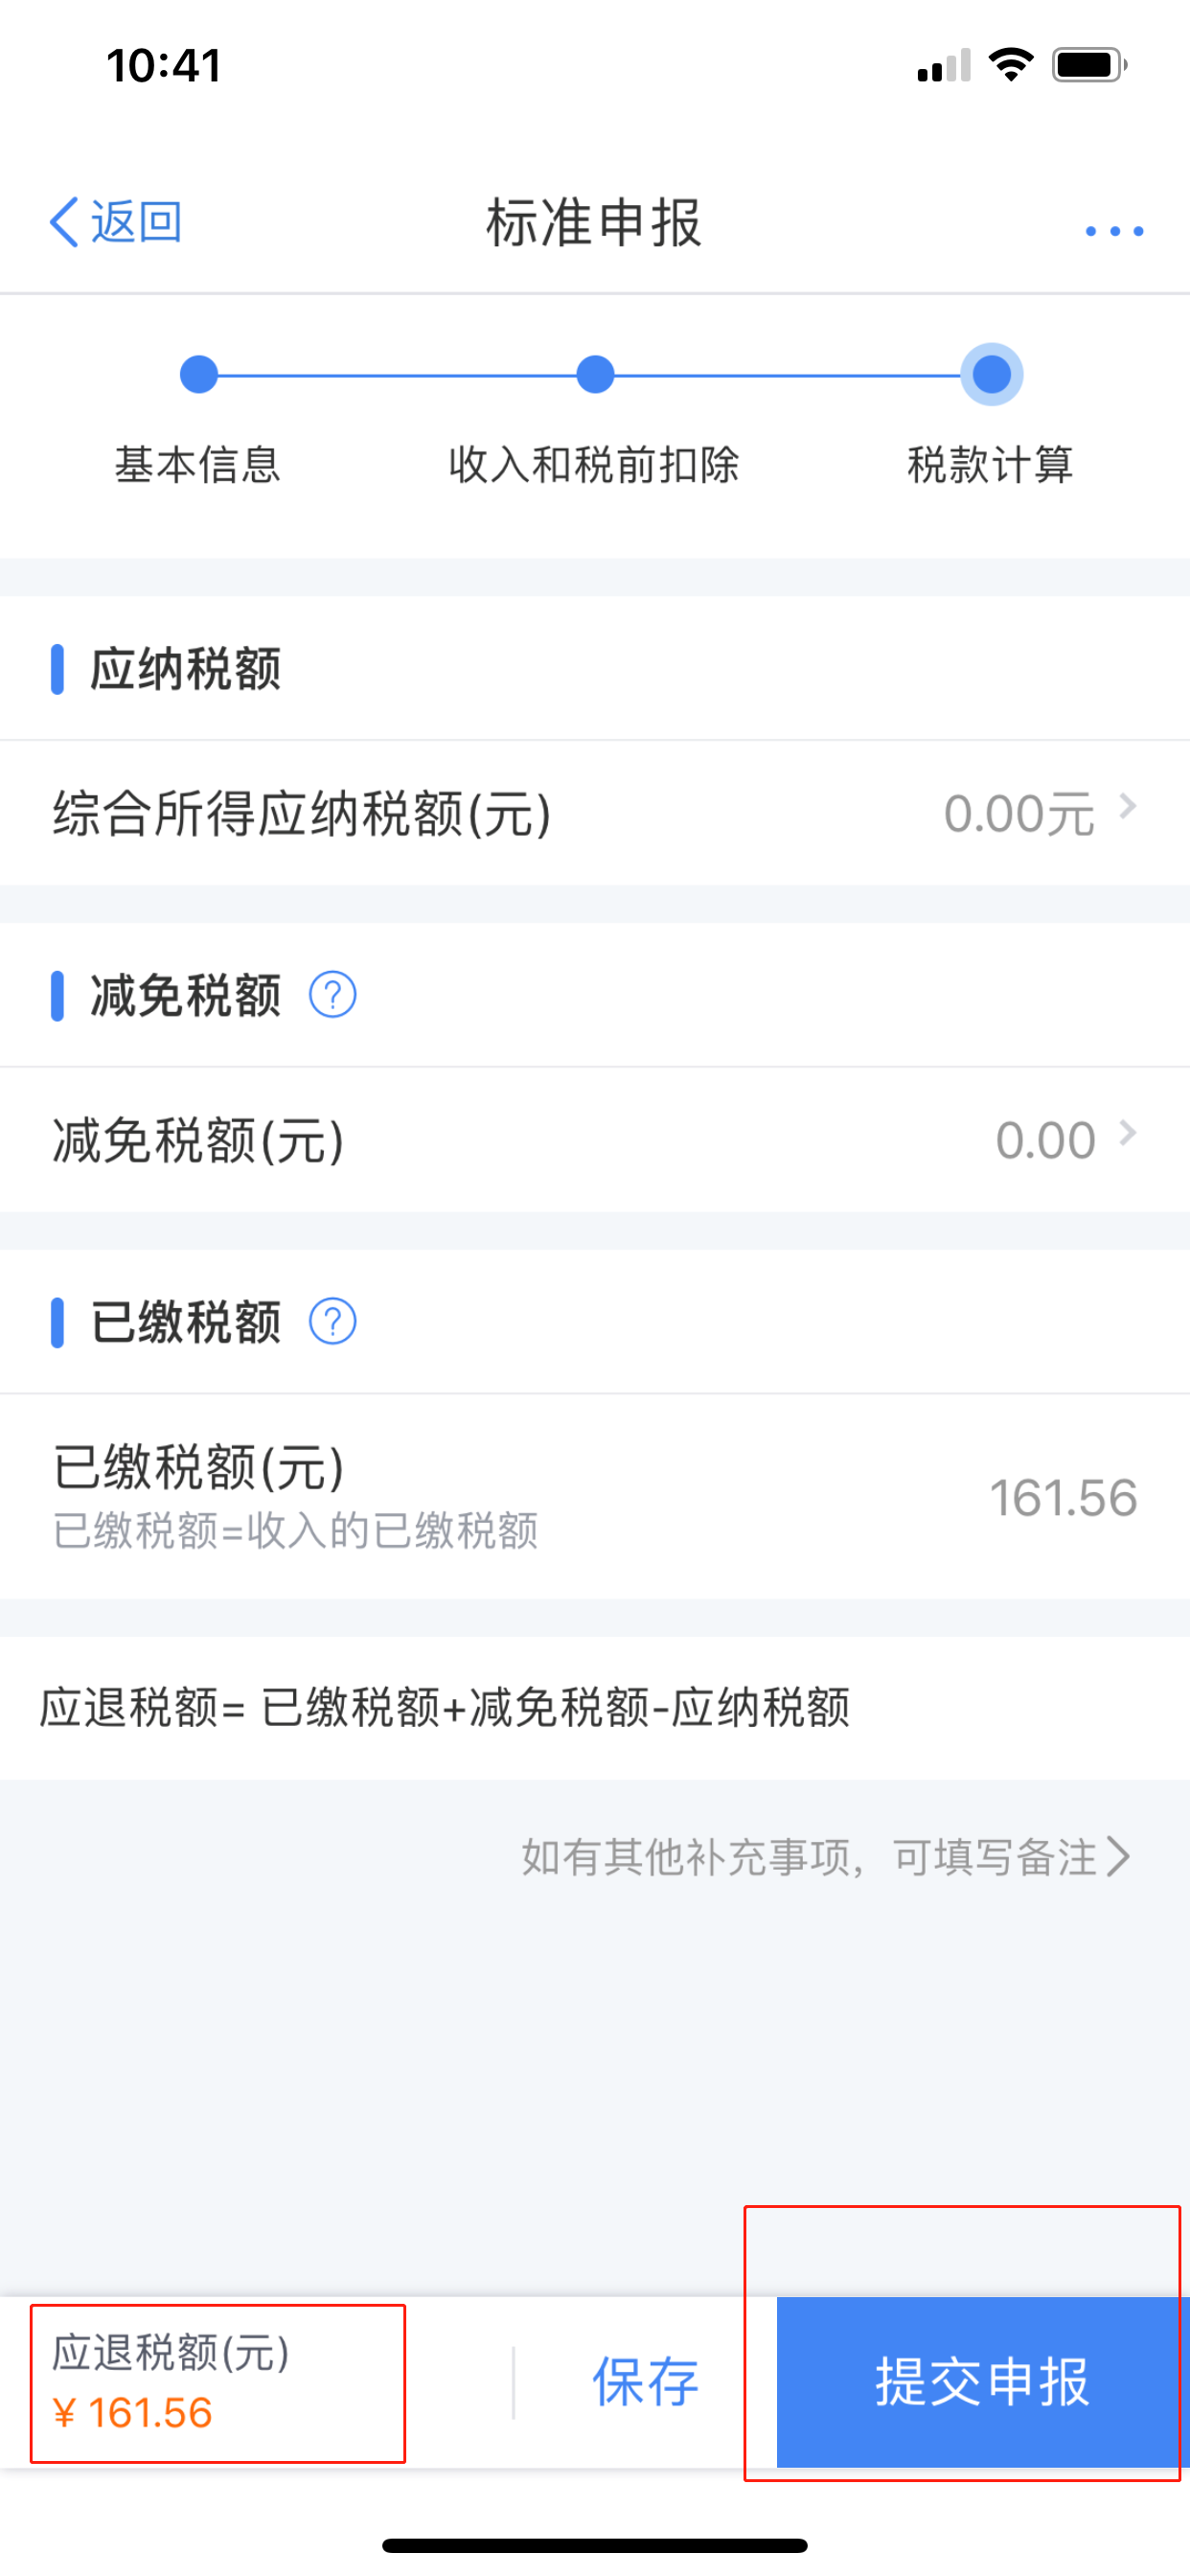 10:41
返回
标准申报
...
基本信息
收入和税前扣除
税款计算
应纳税额
综合所得应纳税额(元)
0.00元
减免税额 ?
减免税额(元)
0.00
已缴税额 ?
已缴税额(元)
161.56
已缴税额=收入的已缴税额
应退税额= 已缴税额+减免税额-应纳税额
如有其他补充事项，可填写备注
应退税额(元)
¥ 161.56
保存
提交申报